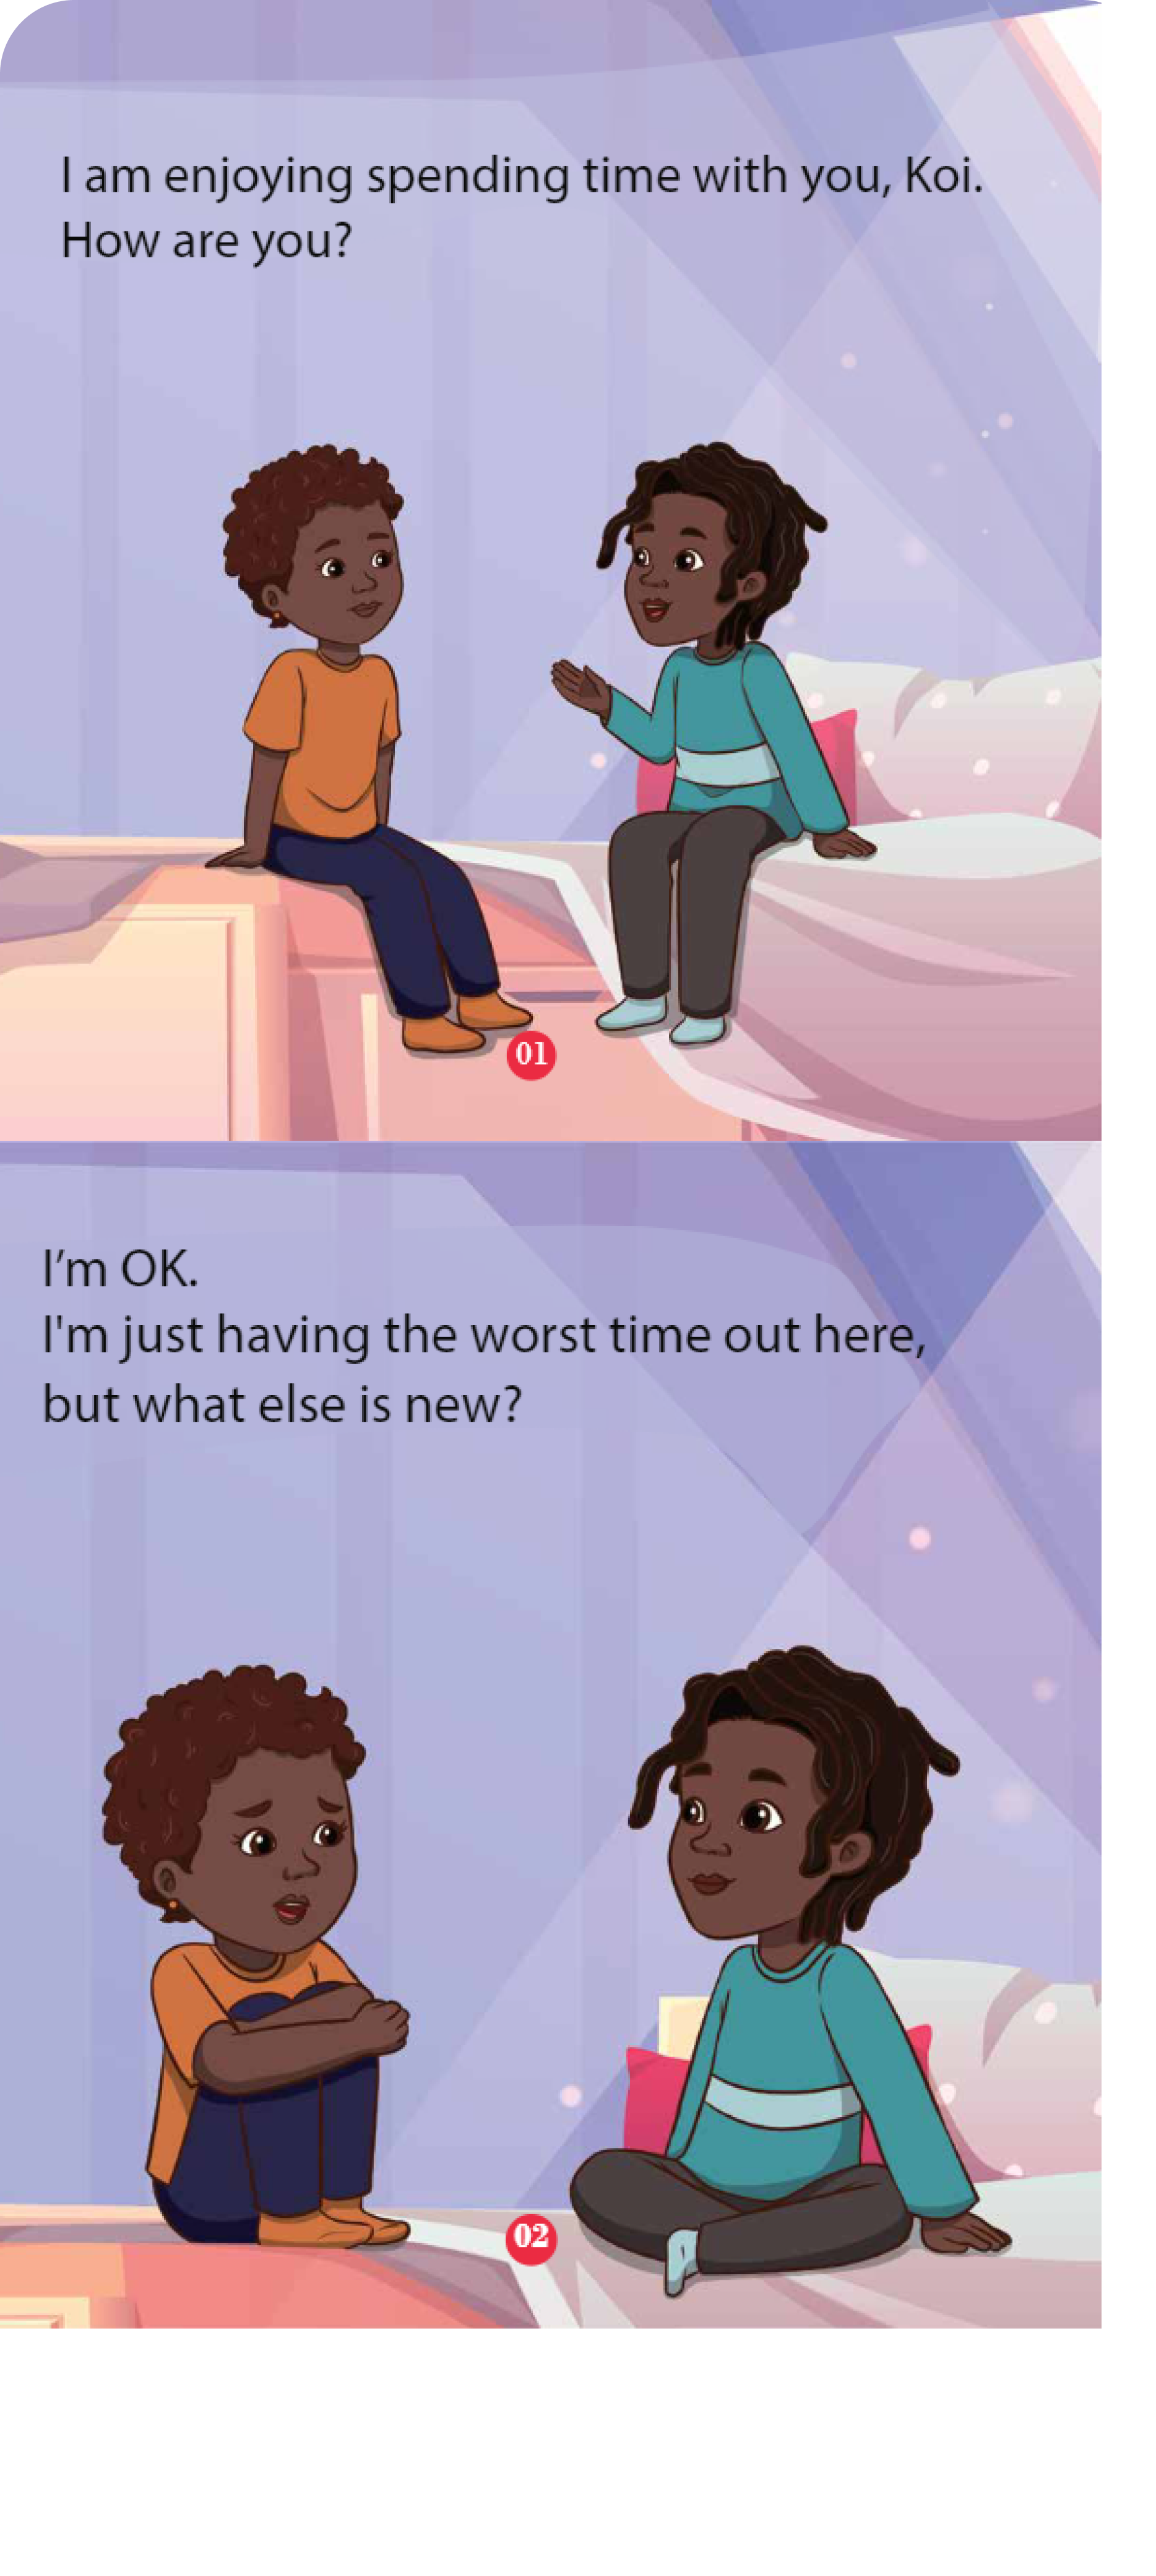 I am enjoying spending time with you, Koi.
How are you?
01
I’m OK.
I'm just having the worst time out here,
but what else is new?
02